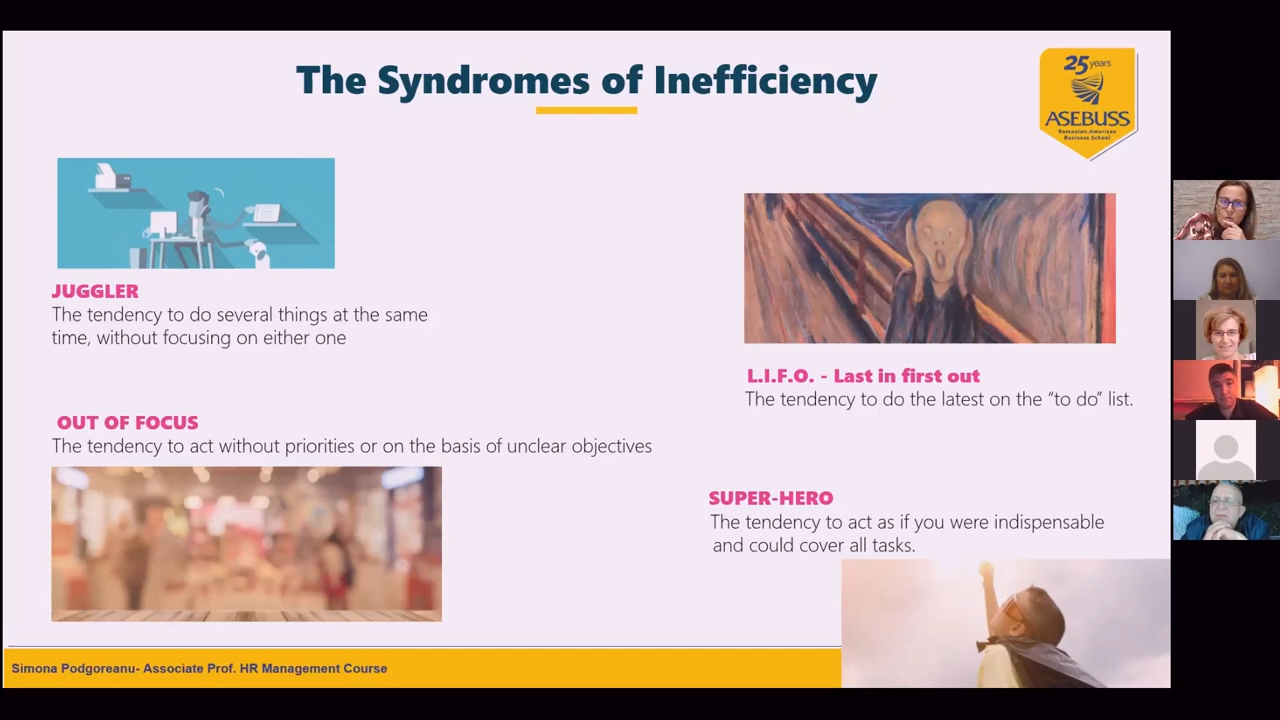 The Syndromes of Inefficiency
25 years
ASEBUSS
Romanian-American
Business School
JUGGLER
The tendency to do several things at the same
time, without focusing on either one
L.I.F.O. - Last in first out
The tendency to do the latest on the “to do” list.
OUT OF FOCUS
The tendency to act without priorities or on the basis of unclear objectives
SUPER-HERO
The tendency to act as if you were indispensable
and could cover all tasks.
Simona Podgoreanu- Associate Prof. HR Management Course